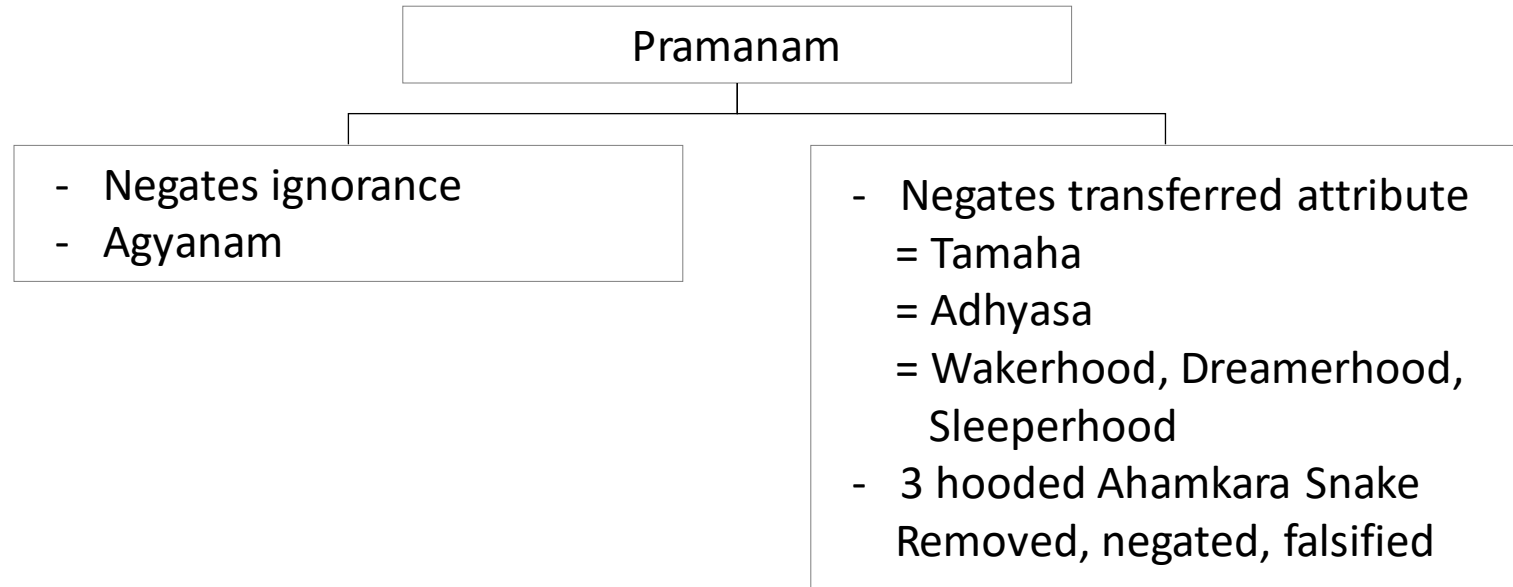 Pramanam
- Negates ignorance
- Agyanam
- Negates transferred attribute
= Tamaha
= Adhyasa
= Wakerhood, Dreamerhood,
Sleeperhood
- 3 hooded Ahamkara Snake
Removed, negated, falsified